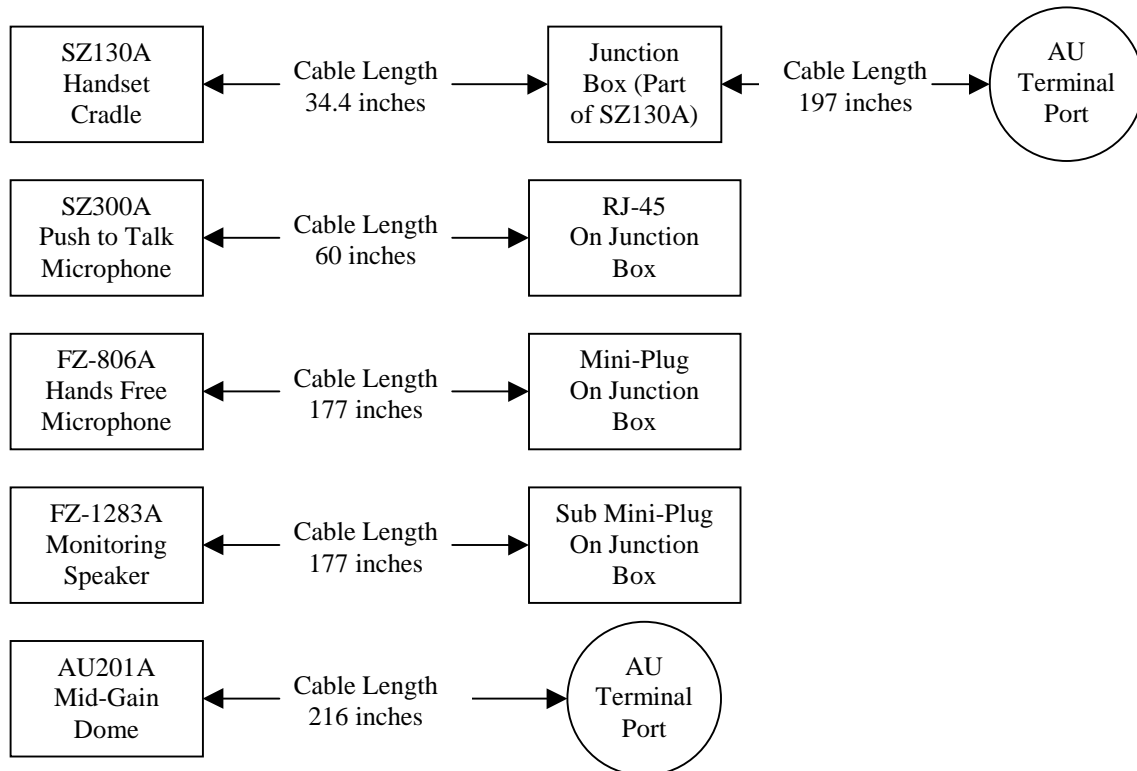 SZ130A
Handset
Cradle
Cable Length
34.4 inches
Junction
Box (Part
of SZ130A)
Cable Length
197 inches
AU
Terminal
Port
SZ300A
Push to Talk
Microphone
Cable Length
60 inches
RJ-45
On Junction
Box
FZ-806A
Hands Free
Microphone
Cable Length
177 inches
Mini-Plug
On Junction
Box
FZ-1283A
Monitoring
Speaker
Cable Length
177 inches
Sub Mini-Plug
On Junction
Box
AU201A
Mid-Gain
Dome
Cable Length
216 inches
AU
Terminal
Port